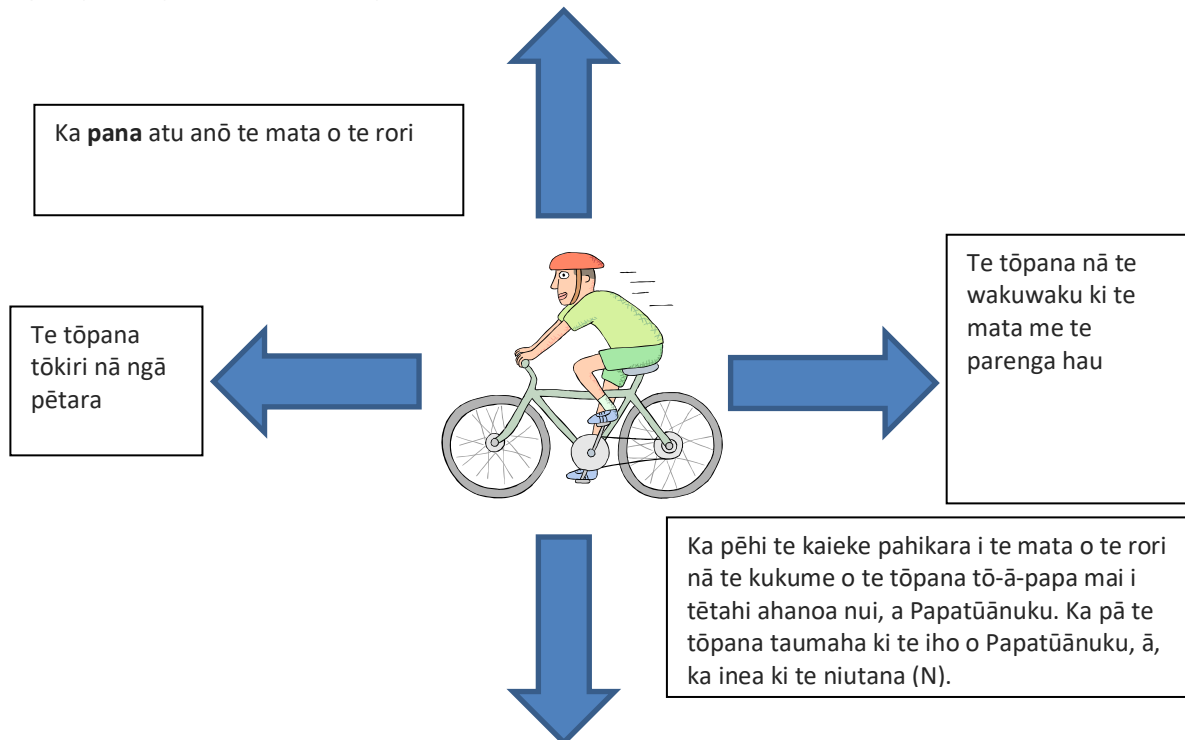 Ka pana atu anō te mata o te rori
Te tōpana
tōkiri nā ngā
pētara
Te tōpana nā te
wakuwaku ki te
mata me te
parenga hau
Ka pēhi te kaieke pahikara i te mata o te rori
nā te kukume o te tōpana tō-ā-papa mai i
tētahi ahanoa nui, a Papatūānuku. Ka pā te
tōpana taumaha ki te iho o Papatūānuku, ā,
ka inea ki te niutana (N).